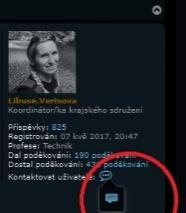 Libuse.Verisova
Koordinátor/ka krajského sdružení
Příspěvky: 825
Registrován: 07 kvě 2017, 20:47
Profese: Technik
Dal poděkování: 190 poděkování
Dostal poděkování: 43 poděkování
Kontaktovat uživatele: